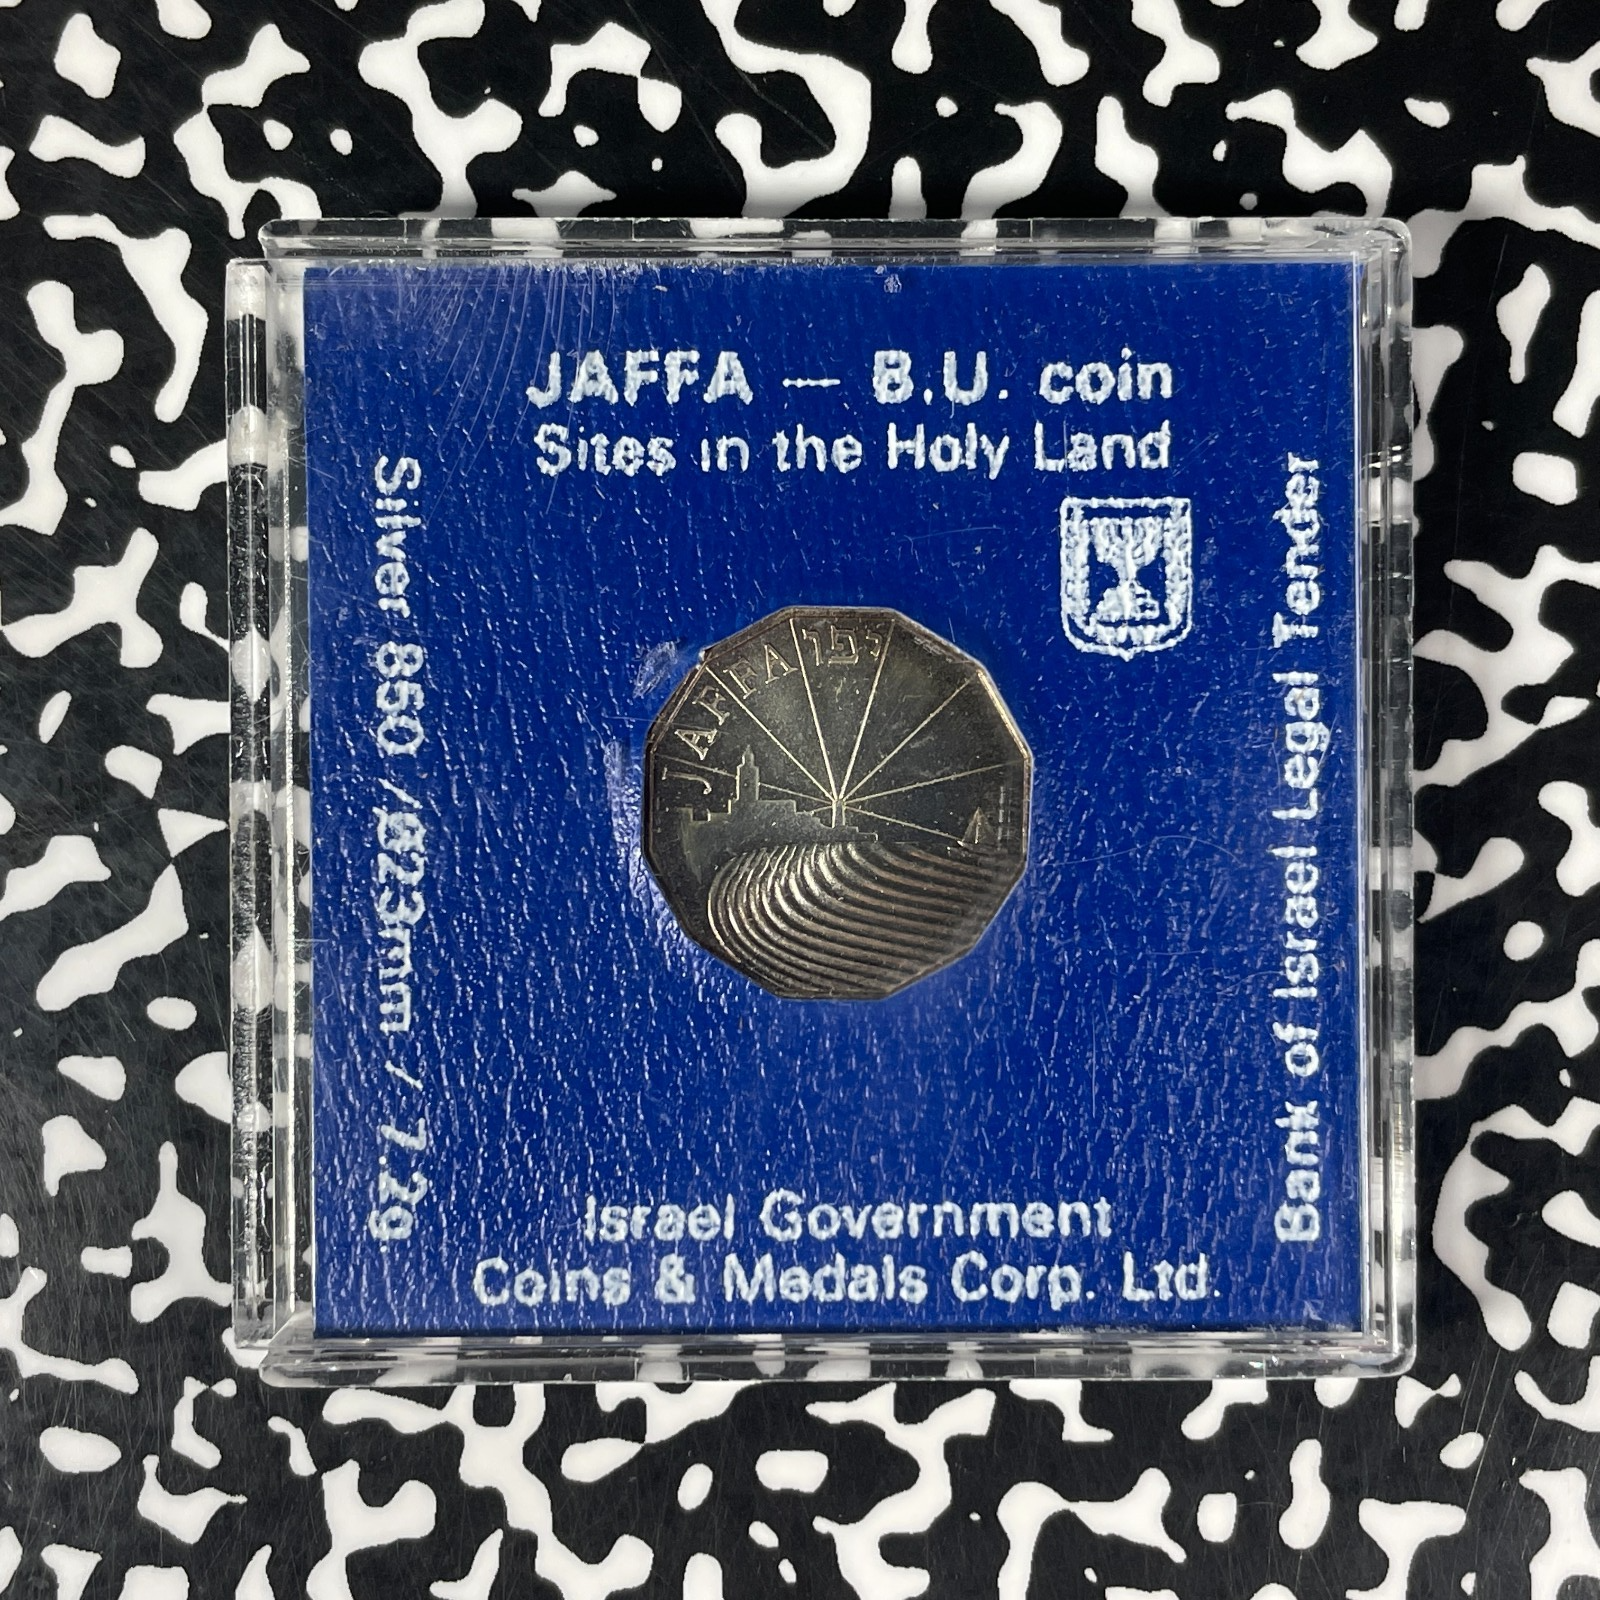 JAFFA — B.U. coin
Sites in the Holy Land
Silver 850 /Ø23mm / 7.2g.
JAFFA יפו
Bank of Israel Legal Tender
Israel Government
Coins & Medals Corp. Ltd.